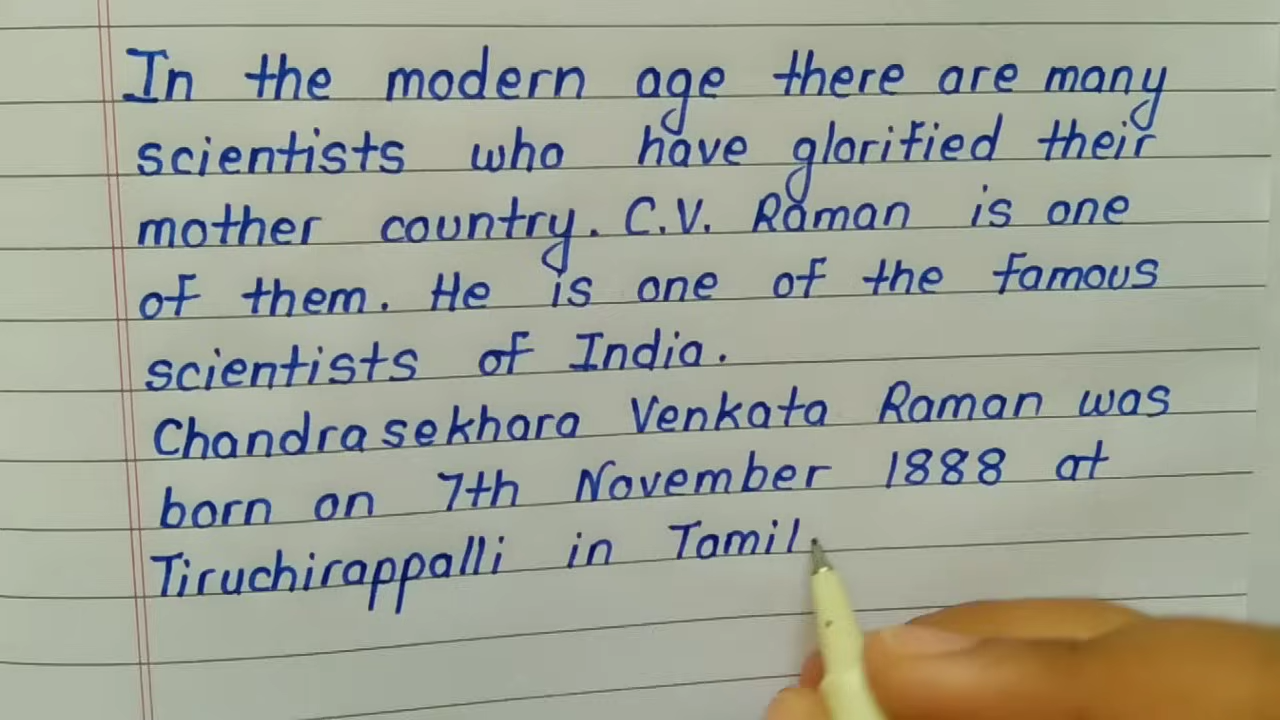 In the modern age there are many
scientists who have glorified their
mother country. C.V. Raman is one
of them. He is one of the famous
scientists of India.
Chandrasekhara Venkata Raman was
born on 7th November 1888 at
Tiruchirappalli in Tamil